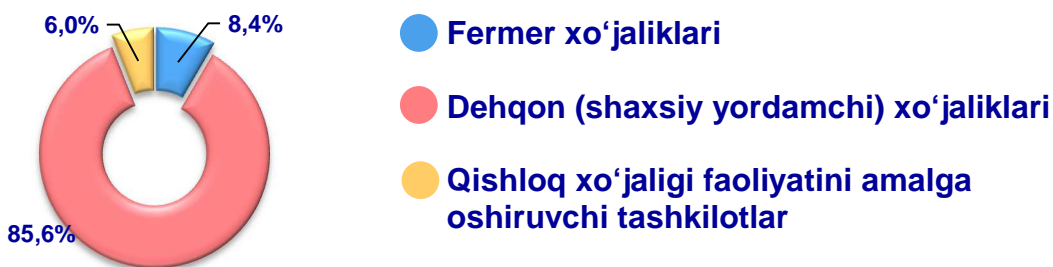 6,0%
8,4%
85,6%
Fermer xo‘jaliklari
Dehqon (shaxsiy yordamchi) xo‘jaliklari
Qishloq xo‘jaligi faoliyatini amalga
oshiruvchi tashkilotlar